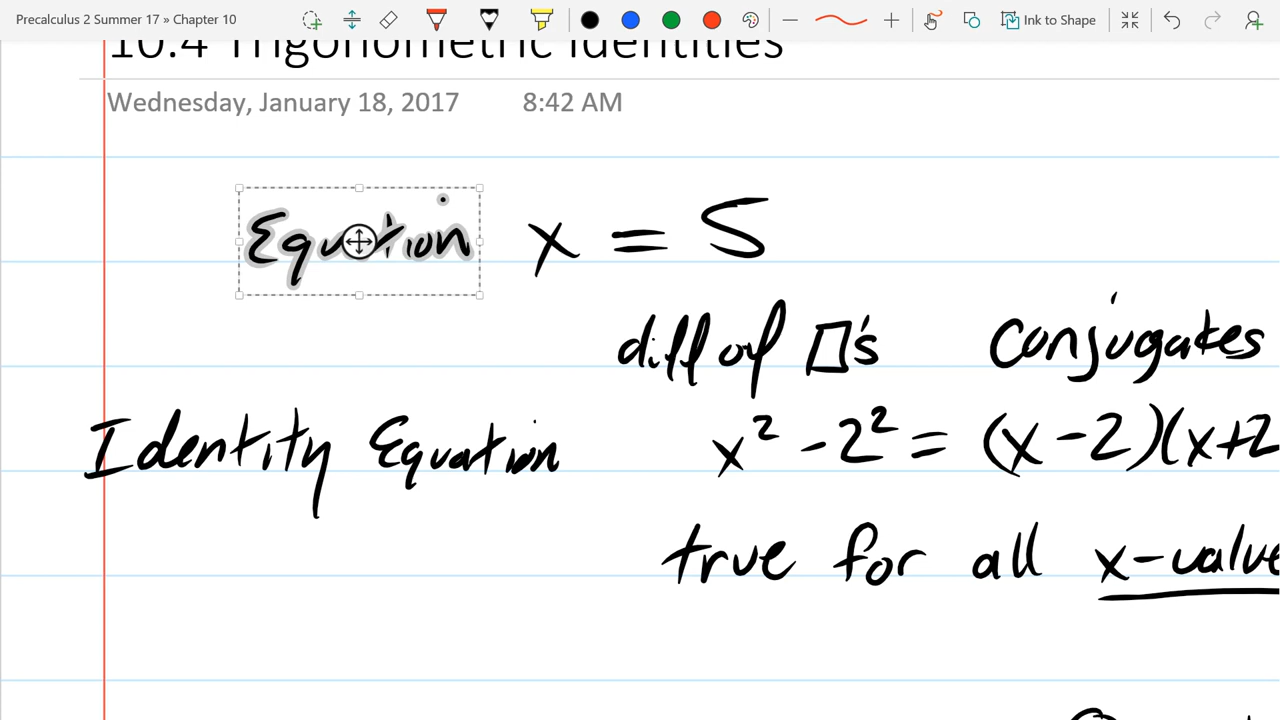 Precalculus 2 Summer 17 » Chapter 10
Ink to Shape
10.4 Trigonometric Identities
Wednesday, January 18, 2017 8:42 AM
Equation x = 5
diff of □'s conjugates
Identity Equation x² - 2² = (x - 2)(x + 2
true for all x-value